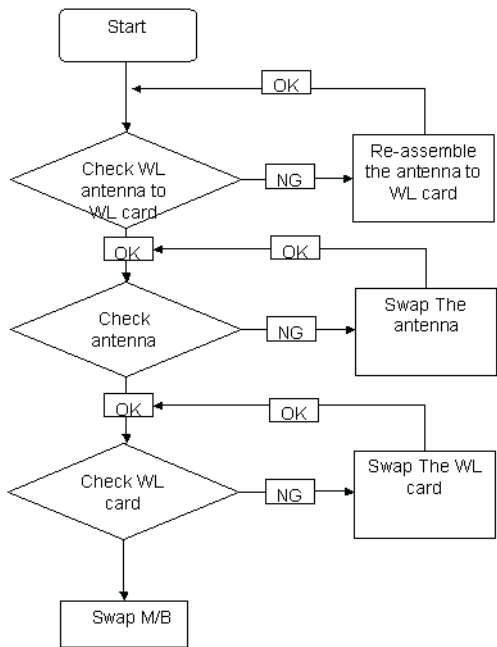 Start
OK
Check WL
antenna to
WL card
NG
Re-assemble
the antenna to
WL card
OK
OK
Check
antenna
NG
Swap The
antenna
OK
OK
Check WL
card
NG
Swap The WL
card
Swap M/B